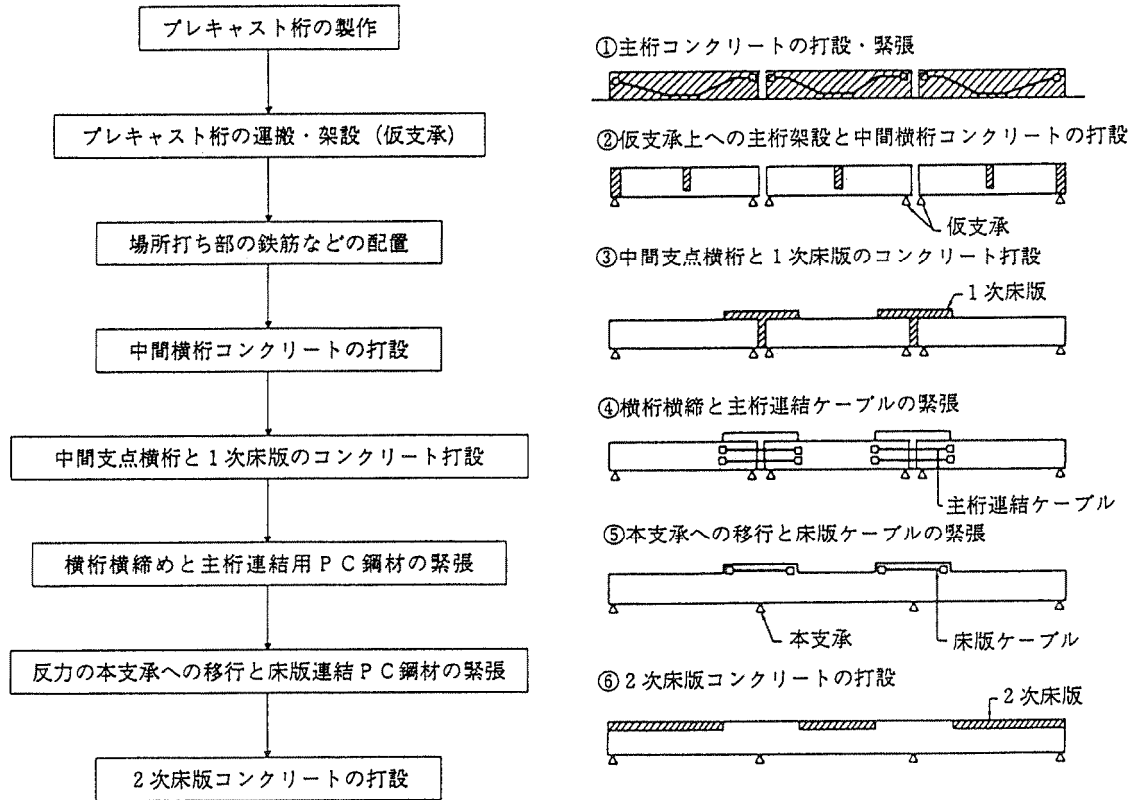 プレキャスト桁の製作
プレキャスト桁の運搬・架設(仮支承)
場所打ち部の鉄筋などの配置
中間横桁コンクリートの打設
中間支点横桁と1次床版のコンクリート打設
横桁横締めと主桁連結用PC鋼材の緊張
反力の本支承への移行と床版連結PC鋼材の緊張
2次床版コンクリートの打設
①主桁コンクリートの打設・緊張
②仮支承上への主桁架設と中間横桁コンクリートの打設
仮支承
③中間支点横桁と1次床版のコンクリート打設
1次床版
④横桁横締と主桁連結ケーブルの緊張
主桁連結ケーブル
⑤本支承への移行と床版ケーブルの緊張
本支承
床版ケーブル
⑥2次床版コンクリートの打設
2次床版